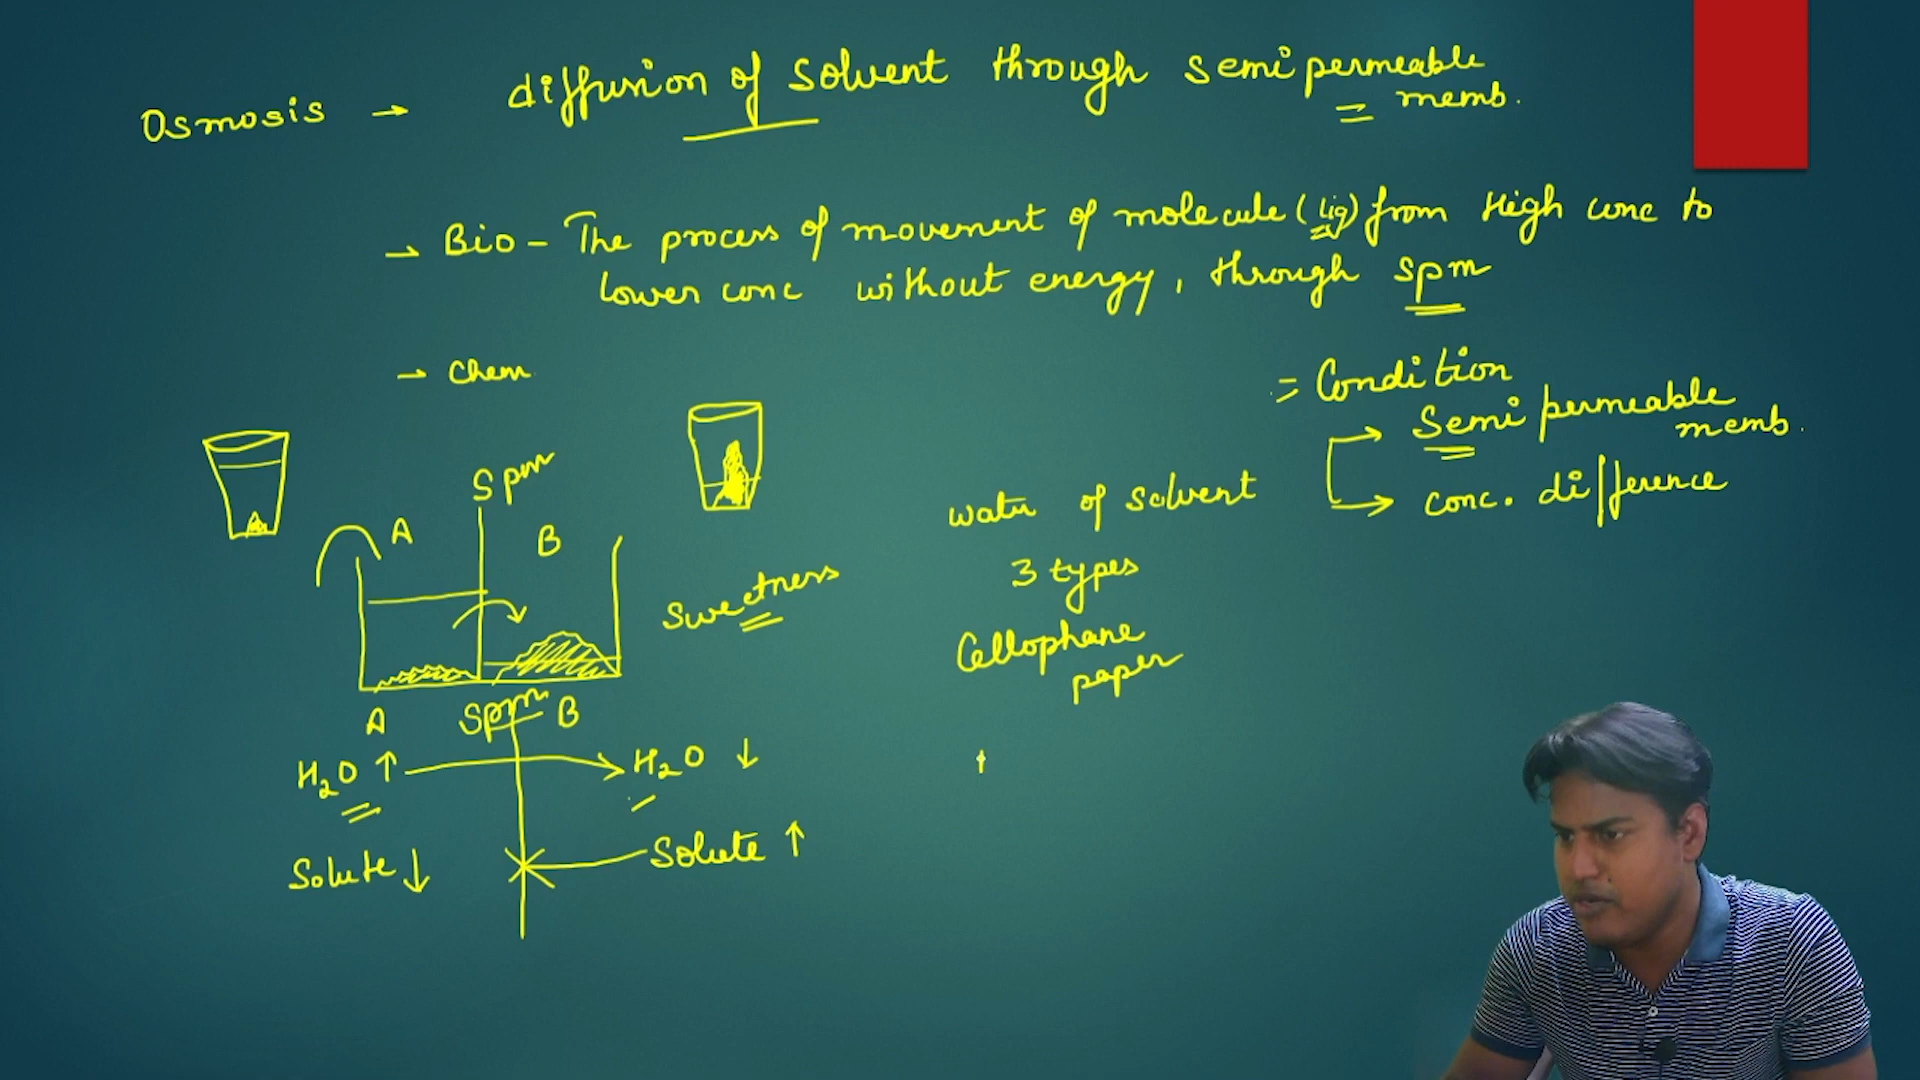 Osmosis → diffusion of solvent through semipermeable
memb.
→ Bio - The process of movement of molecule (liq) from High conc to
lower conc without energy, through spm
→ Chem
= Condition
→ Semi permeable
memb.
→ conc. difference
Spm
A
B
Sweetness
water of solvent
3 types
Cellophane
paper
A Spm B
H₂O ↑ → H₂O ↓
Solute ↓ Solute ↑